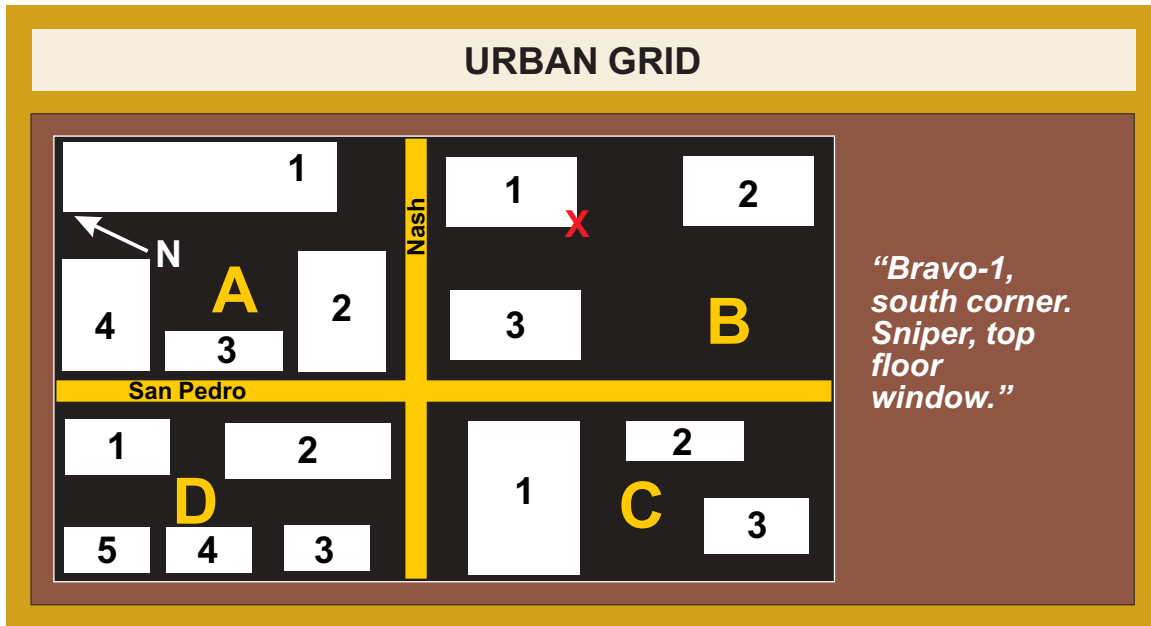 URBAN GRID
1
N
A
4
3
2
Nash
1
X
2
3
B
San Pedro
1
2
D
5
4
3
1
2
C
3
“Bravo-1,
south corner.
Sniper, top
floor
window.”